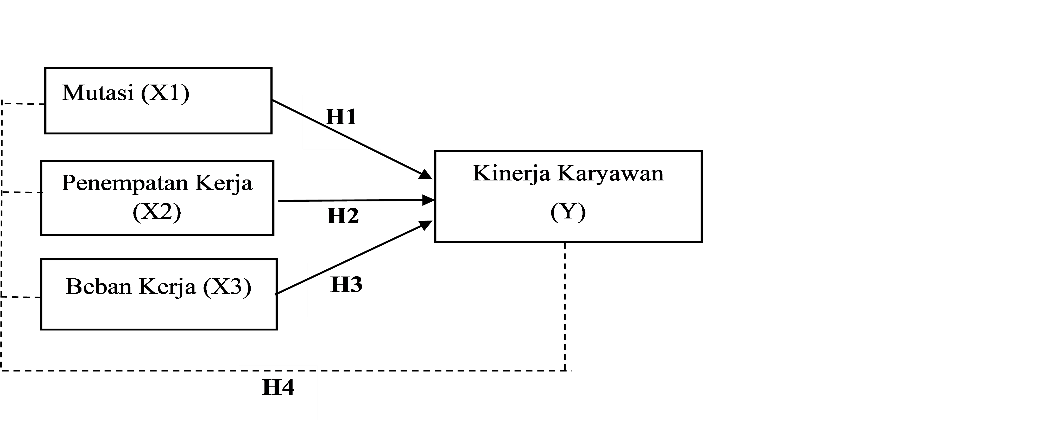 Mutasi (X1)
H1
Penempatan Kerja
(X2)
H2
Kinerja Karyawan
(Y)
Beban Kerja (X3)
H3
H4